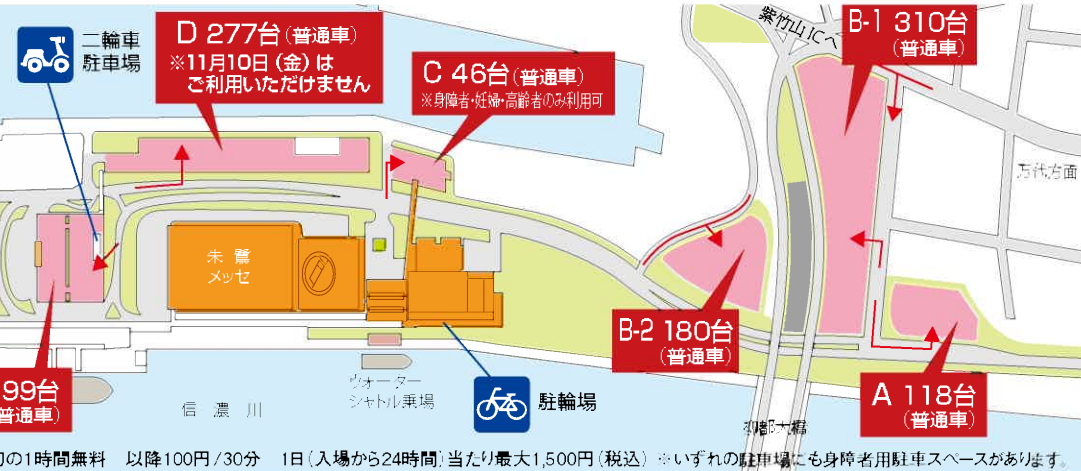 二輪車
駐車場
D 277台(普通車)
※11月10日(金)は
ご利用いただけません
C 46台(普通車)
※身障者・妊婦・高齢者のみ利用可
紫竹山ICへ
B-1 310台
(普通車)
万代方面
朱鷺
メッセ
B-2 180台
(普通車)
A 118台
(普通車)
99台
普通車)
信濃川
ウォーター
シャトル乗場
駐輪場
の1時間無料 以降100円/30分 1日(入場から24時間)当たり最大1,500円(税込) ※いずれの駐車場にも身障者用駐車スペースがあります。